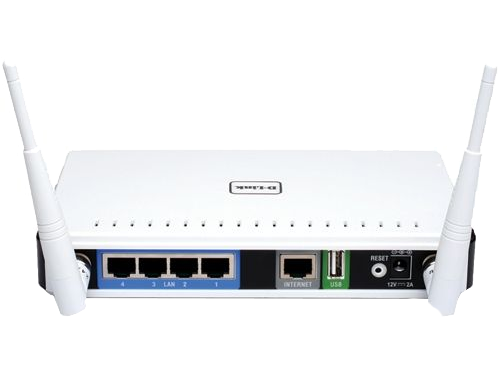 D-Link
RESET
4 3 LAN 2 1
INTERNET
USB
12V⎓2A